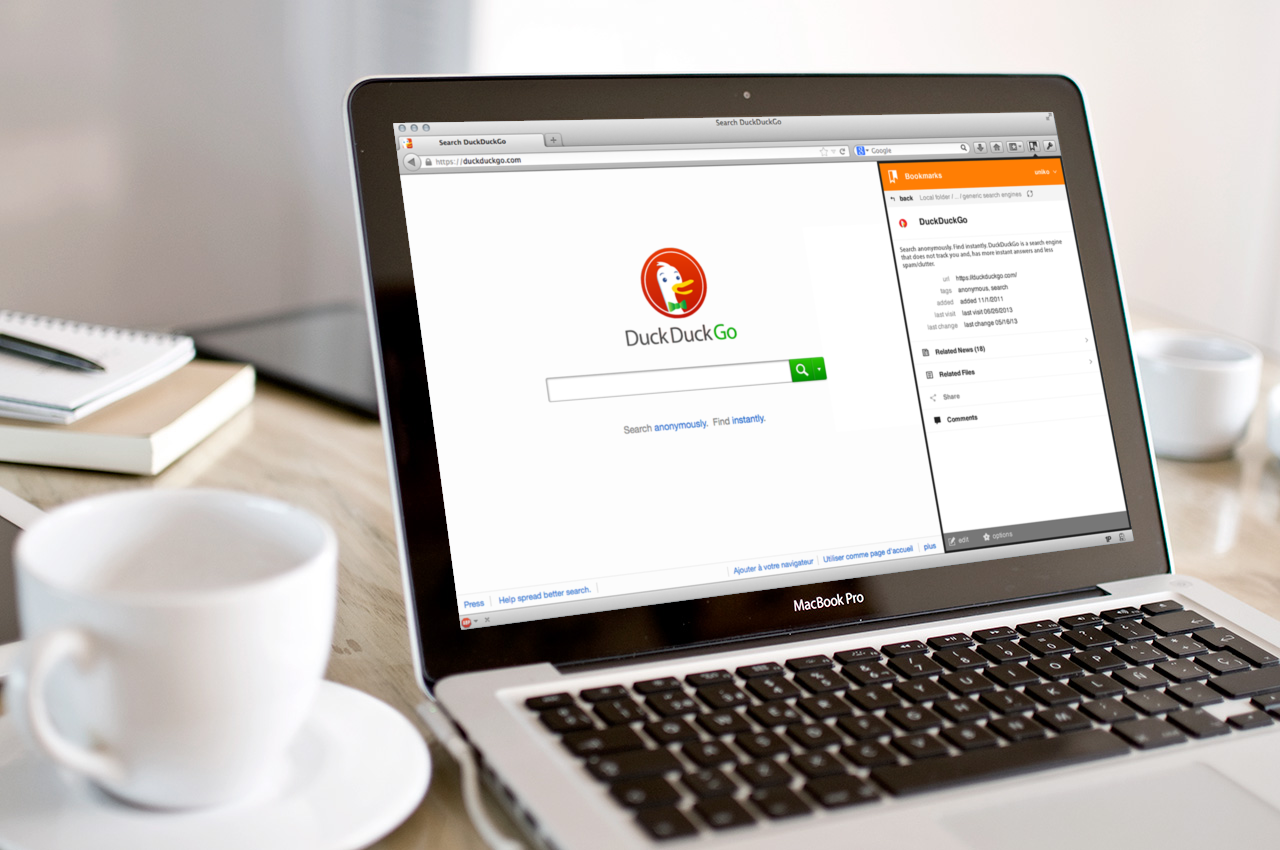 Search DuckDuckGo
Search DuckDuckGo
https://duckduckgo.com
Google
Bookmarks
back Local folder / .. / generic search engines
DuckDuckGo
Search anonymously. Find instantly. DuckDuckGo is a search engine
that does not track you and, has more instant answers and less
spam/clutter.
url https://duckduckgo.com/
tags anonymous, search
added added 11/1/2011
last visit last visit 06/26/2013
last change last change 05/16/13
Related News (18)
Related Files
Share
Comments
edit options
DuckDuckGo
Search anonymously. Find instantly.
Press Help spread better search. Ajouter à votre navigateur Utiliser comme page d'accueil plus
MacBook Pro